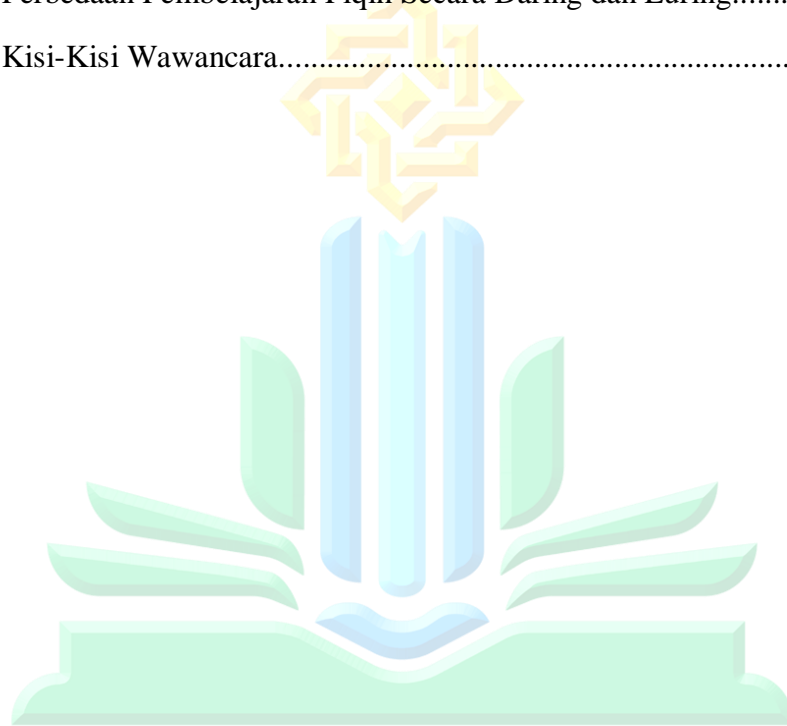 Perbedaan Pembelajaran Fiqih Secara Daring dan Luring.......
Kisi-Kisi Wawancara................................................................